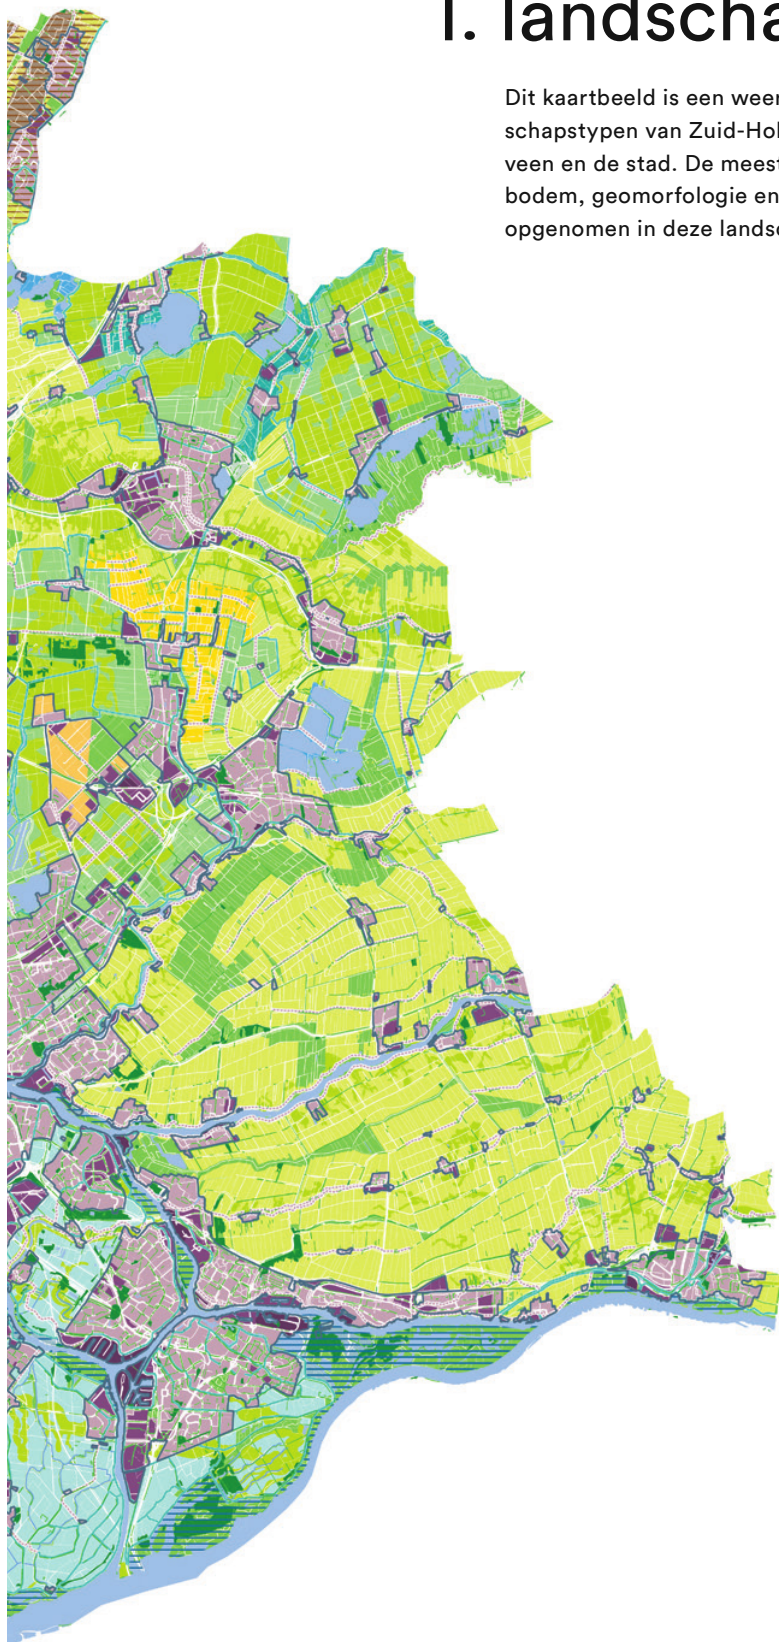 1. landscha
Dit kaartbeeld is een weer
schapstypen van Zuid-Hol
veen en de stad. De meest
bodem, geomorfologie en
opgenomen in deze landsc